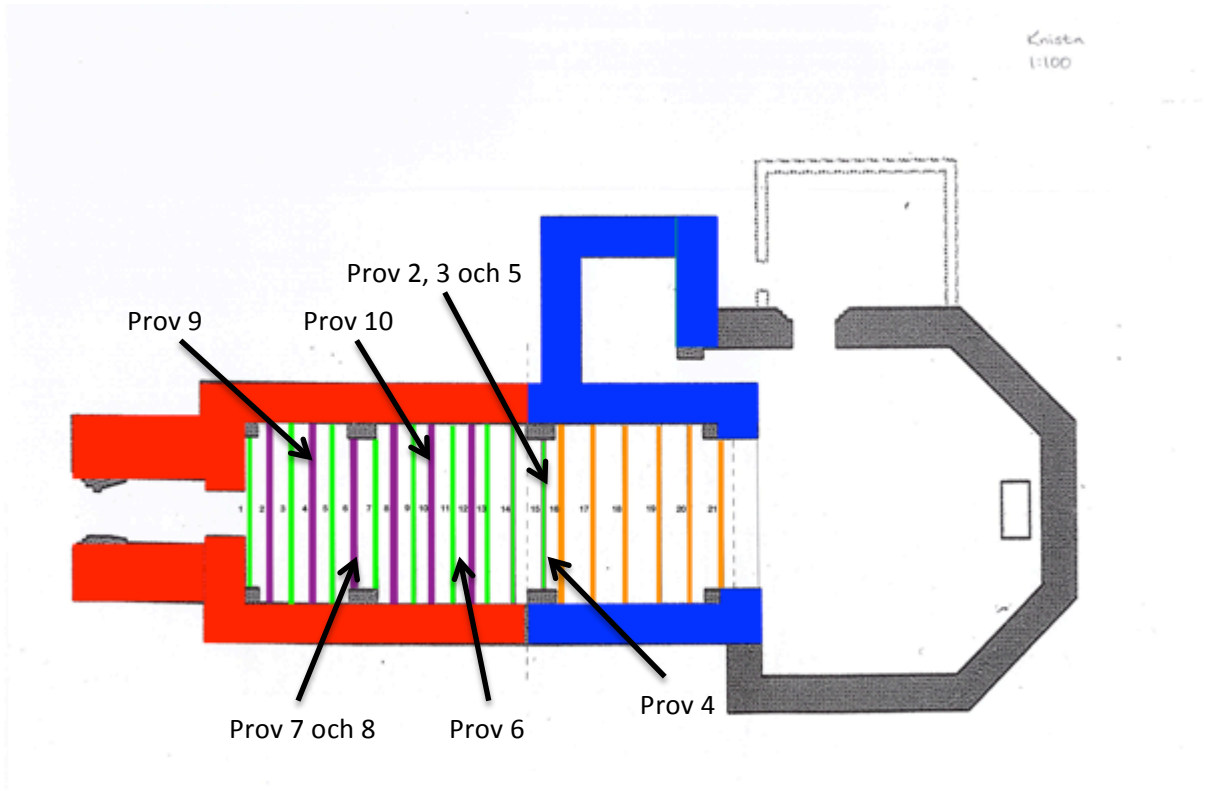 Knista
1:100
Prov 2, 3 och 5
Prov 9
Prov 10
1 2 3 4 5 6 7 8 9 10 11 12 13 14 15 16 17 18 19 20 21
Prov 4
Prov 7 och 8
Prov 6